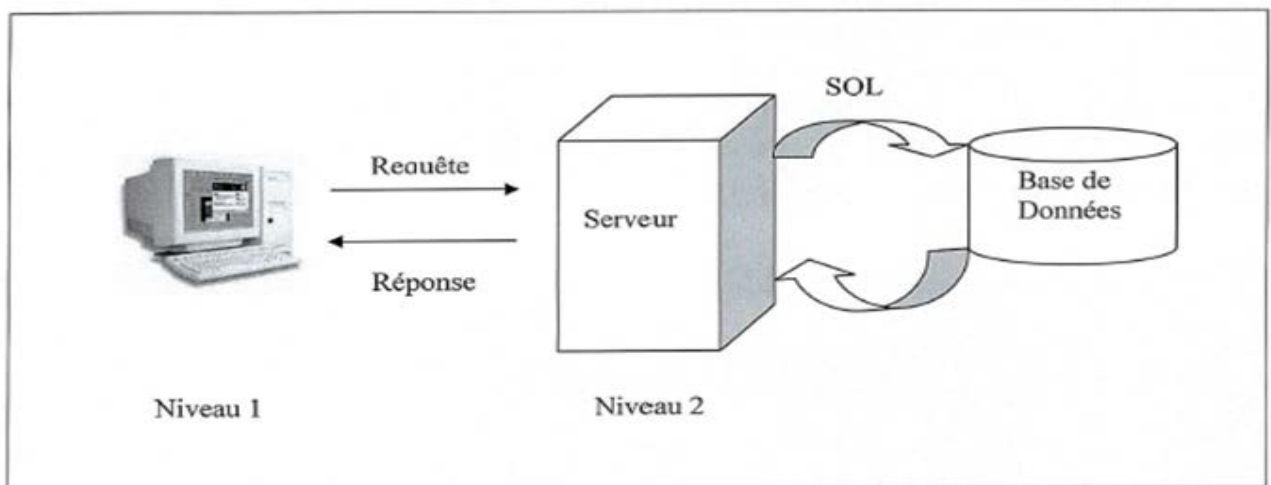 SOL
Reauête
Serveur
Base de
Données
Réponse
Niveau 1
Niveau 2